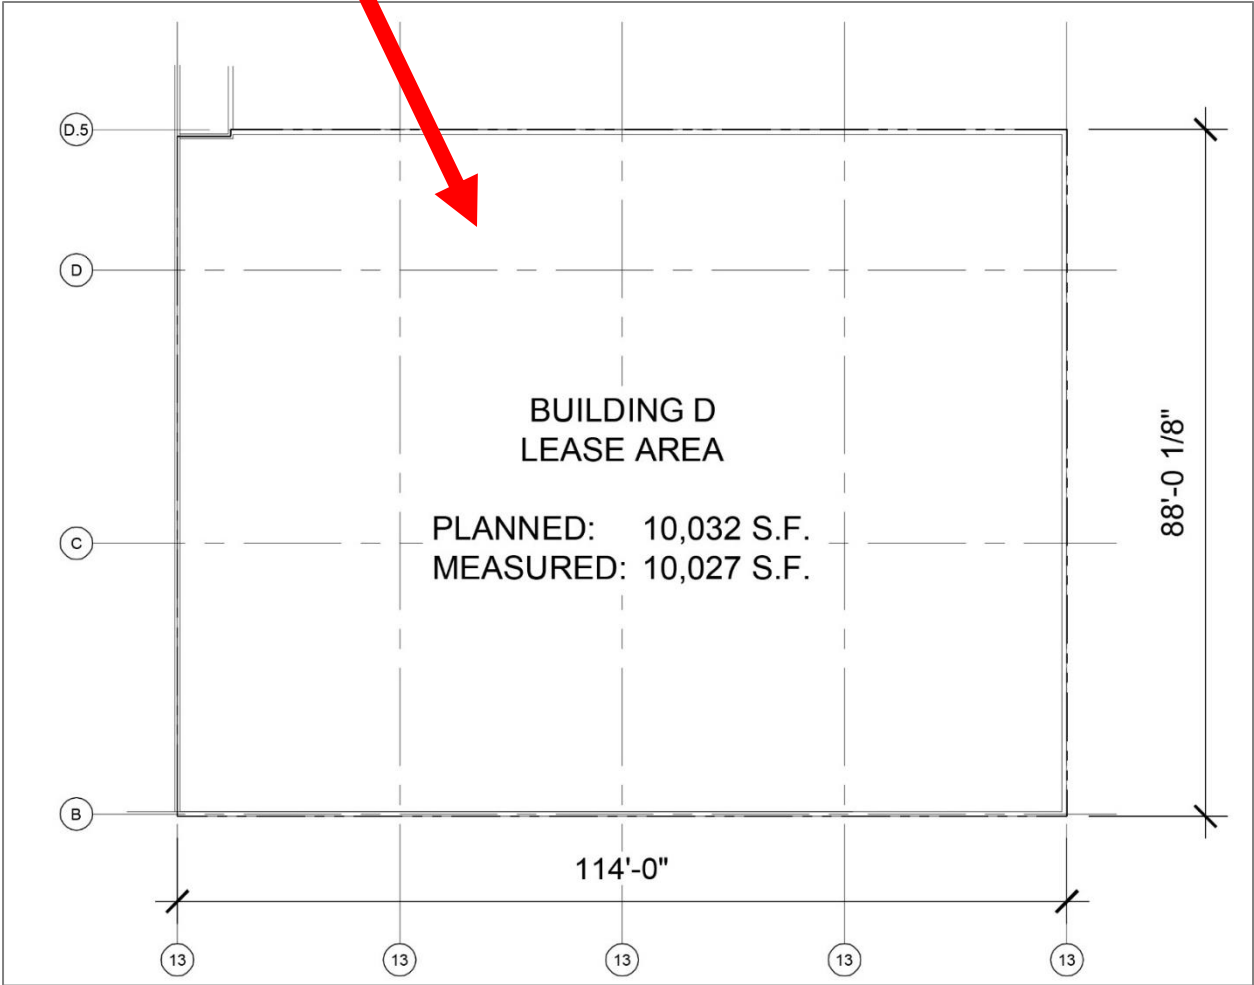 D.5
D
BUILDING D
LEASE AREA
88'-0 1/8"
PLANNED: 10,032 S.F.
C
MEASURED: 10,027 S.F.
B
114'-0"
13 13 13 13 13